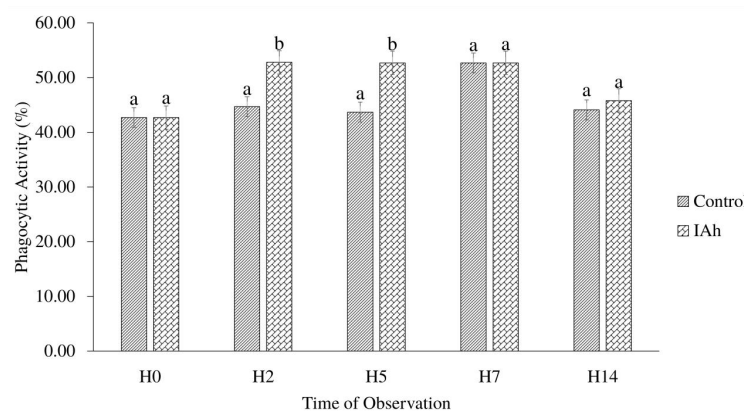 60.00
50.00
40.00
30.00
20.00
10.00
0.00
Phagocytic Activity (%)
a a
a b
a b
a a
a a
H0 H2 H5 H7 H14
Time of Observation
Control
IAh